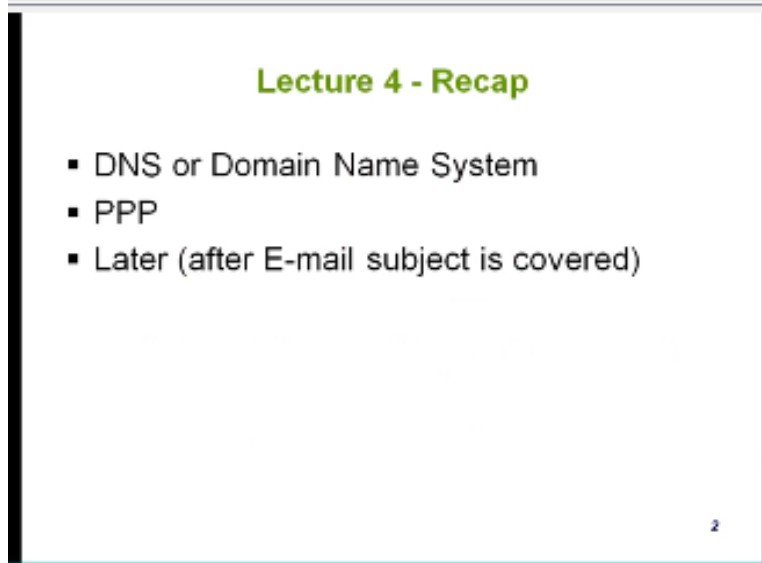 Lecture 4 - Recap
▪ DNS or Domain Name System
▪ PPP
▪ Later (after E-mail subject is covered)
2